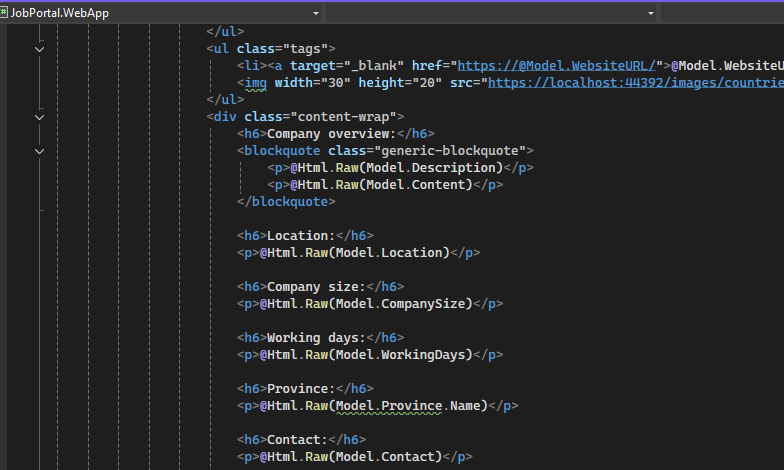 JobPortal.WebApp
</ul>
<ul class="tags">
<li><a target="_blank" href="https://@Model.WebsiteURL/">@Model.WebsiteU
<img width="30" height="20" src="https://localhost:44392/images/countrie
</ul>
<div class="content-wrap">
<h6>Company overview:</h6>
<blockquote class="generic-blockquote">
<p>@Html.Raw(Model.Description)</p>
<p>@Html.Raw(Model.Content)</p>
</blockquote>
<h6>Location:</h6>
<p>@Html.Raw(Model.Location)</p>
<h6>Company size:</h6>
<p>@Html.Raw(Model.CompanySize)</p>
<h6>Working days:</h6>
<p>@Html.Raw(Model.WorkingDays)</p>
<h6>Province:</h6>
<p>@Html.Raw(Model.Province.Name)</p>
<h6>Contact:</h6>
<p>@Html.Raw(Model.Contact)</p>